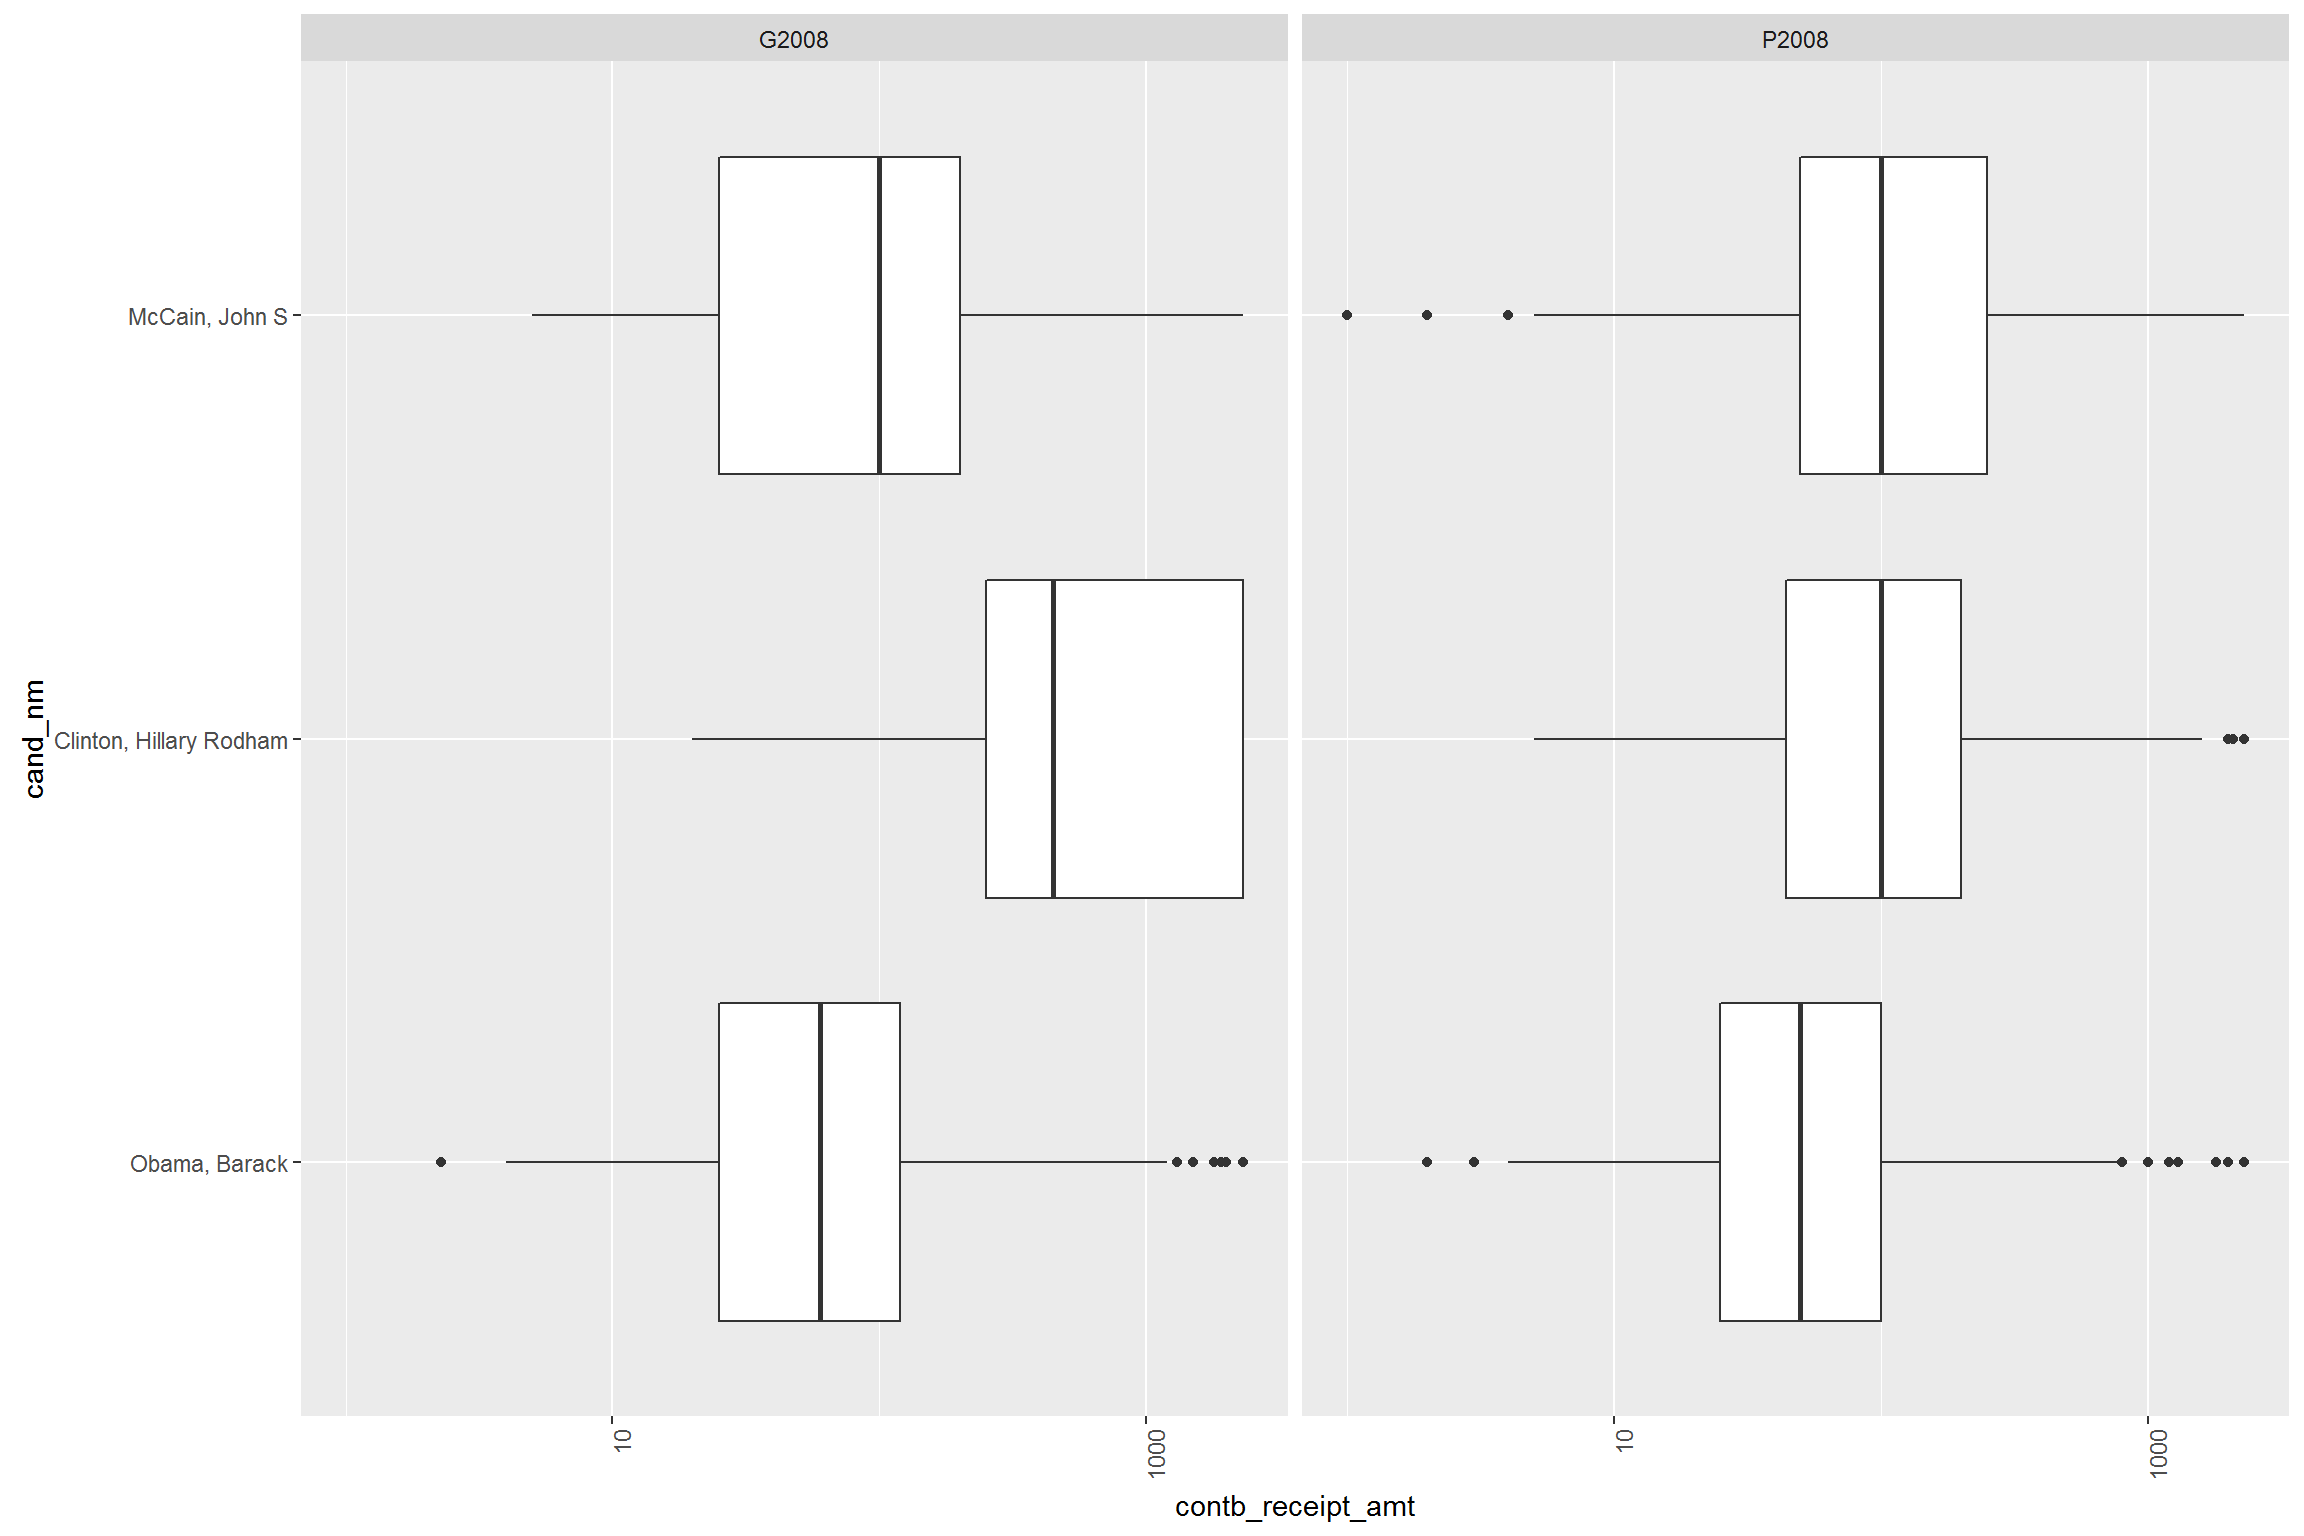 G2008
P2008
McCain, John S
Clinton, Hillary Rodham
Obama, Barack
cand_nm
10
1000
10
1000
contb_receipt_amt